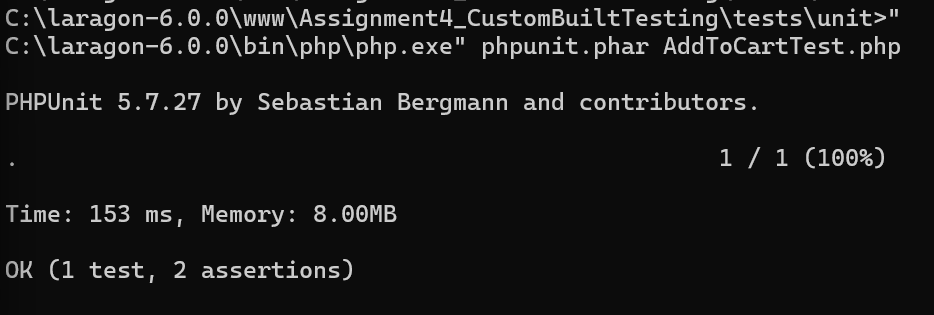 C:\laragon-6.0.0\www\Assignment4_CustomBuiltTesting\tests\unit>"
C:\laragon-6.0.0\bin\php\php.exe" phpunit.phar AddToCartTest.php
PHPUnit 5.7.27 by Sebastian Bergmann and contributors.
. 1 / 1 (100%)
Time: 153 ms, Memory: 8.00MB
OK (1 test, 2 assertions)